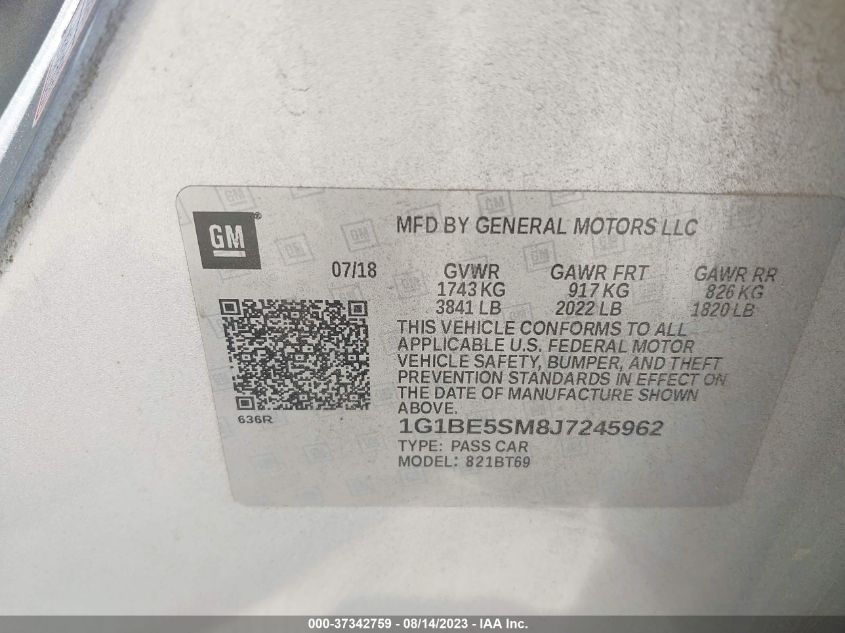 GM ®
MFD BY GENERAL MOTORS LLC
07/18 GVWR GAWR FRT GAWR RR
1743 KG 917 KG 826 KG
3841 LB 2022 LB 1820 LB
THIS VEHICLE CONFORMS TO ALL
APPLICABLE U.S. FEDERAL MOTOR
VEHICLE SAFETY, BUMPER, AND THEFT
PREVENTION STANDARDS IN EFFECT ON
THE DATE OF MANUFACTURE SHOWN
ABOVE.
636R
1G1BE5SM8J7245962
TYPE: PASS CAR
MODEL: 821BT69
000-37342759 - 08/14/2023 - IAA Inc.